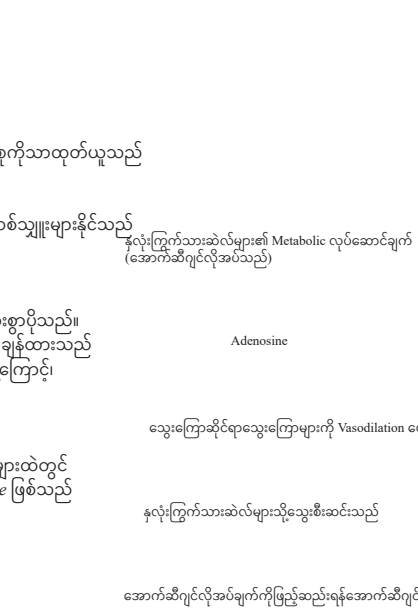 စုကိုသာထုတ်ယူသည်
တစ်သျှူးများနိုင်သည်
နှလုံးကြွက်သားဆဲလ်များ၏ Metabolic လုပ်ဆောင်ချက်
(အောက်ဆီဂျင်လိုအပ်သည်)
စွာပိုသည်။
ချန်ထားသည်
ကြောင့်၊
Adenosine
သွေးကြောဆိုင်ရာသွေးကြောများကို Vasodilation
များထဲတွင်
ဖြစ်သည်
နှလုံးကြွက်သားဆဲလ်များသို့သွေးစီးဆင်းသည်
အောက်ဆီဂျင်လိုအပ်ချက်ကိုဖြည့်ဆည်းရန်အောက်ဆီဂျင်